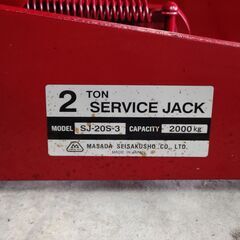 2 TON SERVICE JACK
MODEL SJ-20S-3 CAPACITY 2000kg
MASADA SEISAKUSHO CO., LTD.
MADE IN JAPAN